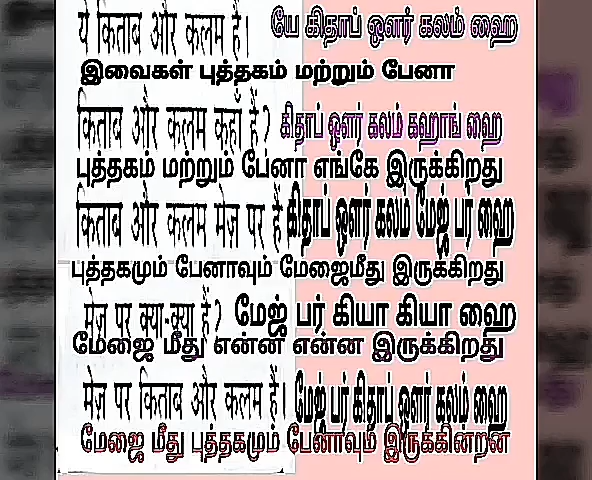 ये किताब और कलम हैं। யே கிதாப் ஔர் கலம் ஹை
இவைகள் புத்தகம் மற்றும் பேனா
किताब और कलम कहाँ हैं? கிதாப் ஔர் கலம் கஹாங் ஹை
புத்தகம் மற்றும் பேனா எங்கே இருக்கிறது
किताब और कलम मेज़ पर हैं கிதாப் ஔர் கலம் மேஜ் பர் ஹை
புத்தகமும் பேனாவும் மேஜைமீது இருக்கிறது
मेज़ पर क्या-क्या हैं? மேஜ் பர் கியா கியா ஹை
மேஜை மீது என்ன என்ன இருக்கிறது
मेज़ पर किताब और कलम हैं। மேஜ் பர் கிதாப் ஔர் கலம் ஹை
மேஜை மீது புத்தகமும் பேனாவும் இருக்கின்றன